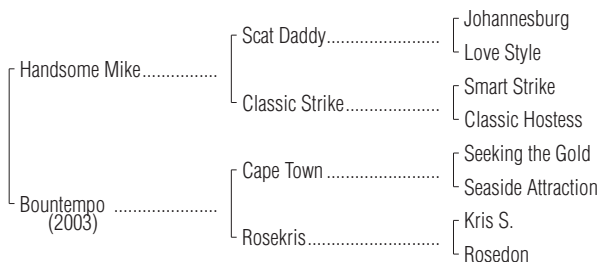 Johannesburg
Scat Daddy......................
Love Style
Handsome Mike...............
Smart Strike
Classic Strike...................
Classic Hostess
Seeking the Gold
Cape Town ......................
Seaside Attraction
Bountempo .....................
(2003)
Kris S.
Rosekris..........................
Rosedon